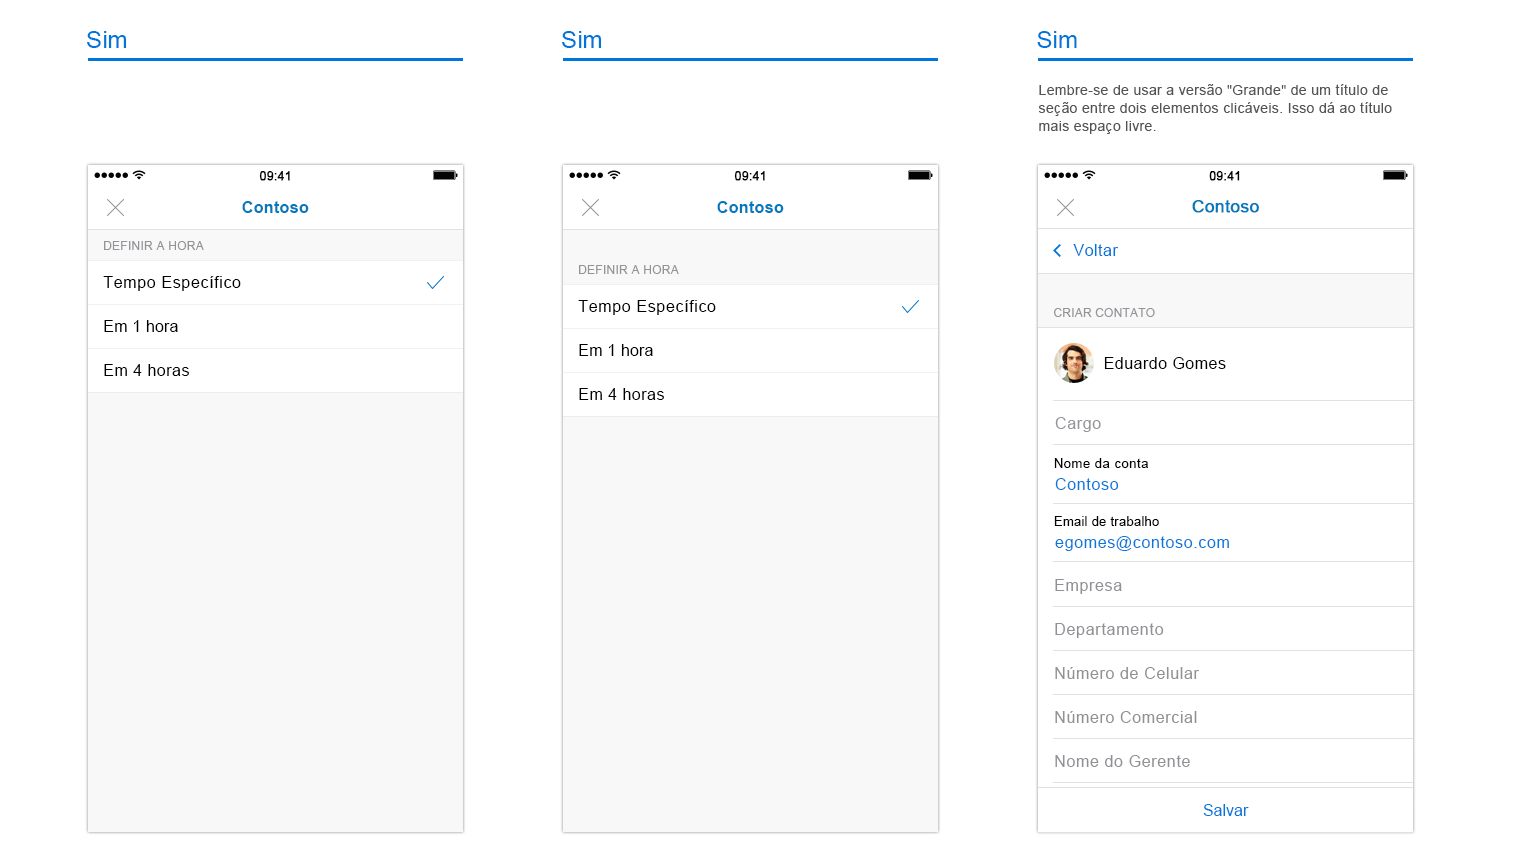 Sim
09:41
Contoso
DEFINIR A HORA
Tempo Específico
Em 1 hora
Em 4 horas
Sim
09:41
Contoso
DEFINIR A HORA
Tempo Específico
Em 1 hora
Em 4 horas
Sim
Lembre-se de usar a versão "Grande" de um título de
seção entre dois elementos clicáveis. Isso dá ao título
mais espaço livre.
09:41
Contoso
Voltar
CRIAR CONTATO
Eduardo Gomes
Cargo
Nome da conta
Contoso
Email de trabalho
egomes@contoso.com
Empresa
Departamento
Número de Celular
Número Comercial
Nome do Gerente
Salvar